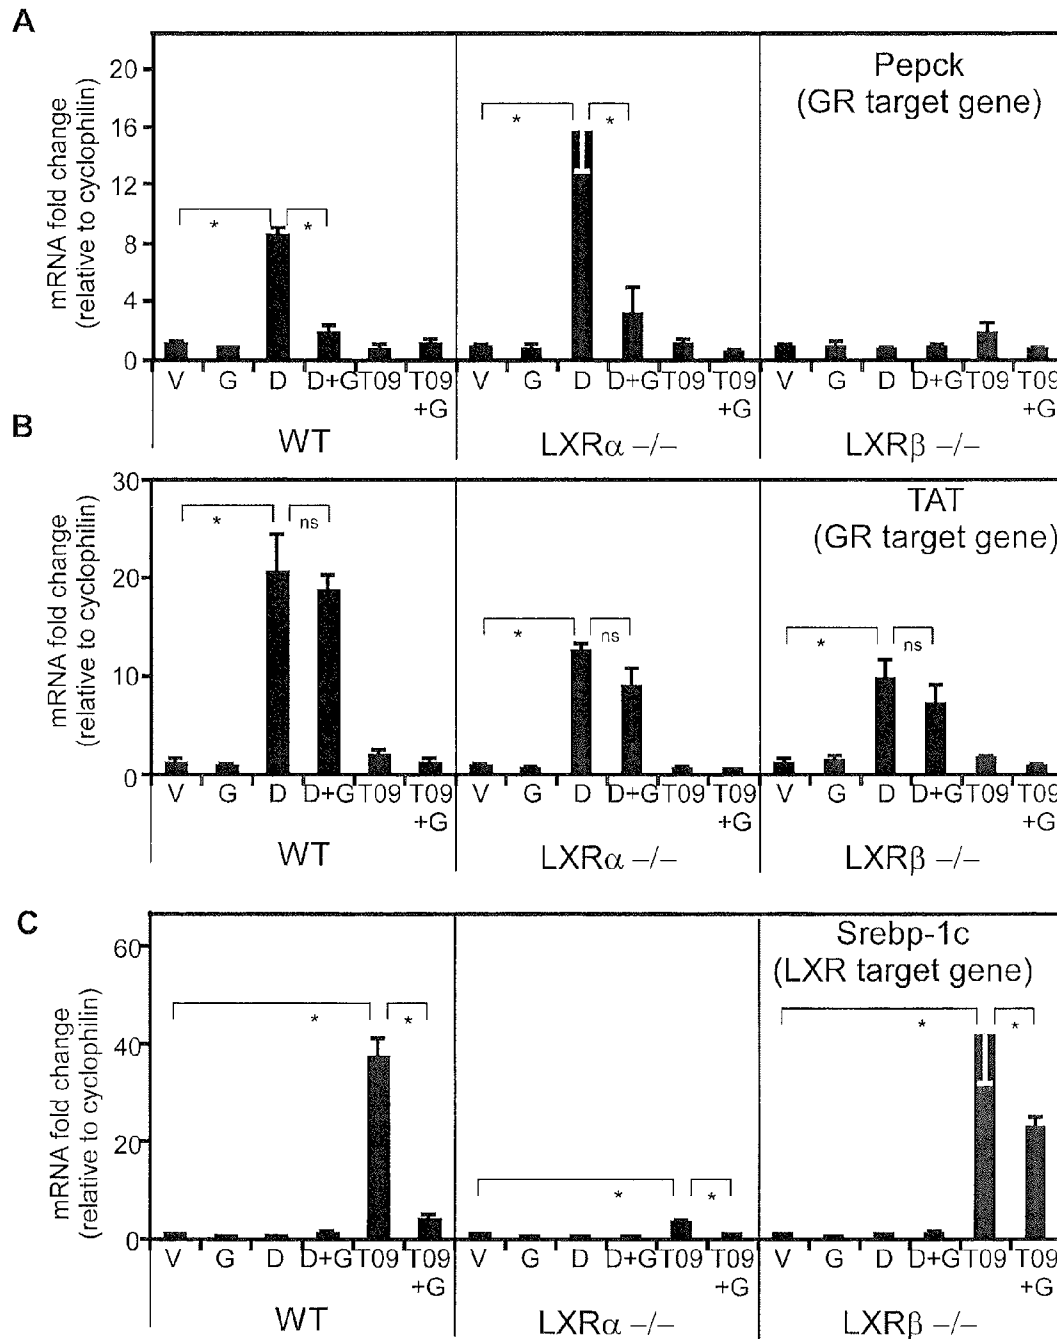 A
mRNA fold change
(relative to cyclophilin)
20
16
12
8
4
0
* * * *
Pepck
(GR target gene)
V G D D+G T09 T09 +G V G D D+G T09 T09 +G V G D D+G T09 T09 +G
WT LXRα –/– LXRβ –/–
B
mRNA fold change
(relative to cyclophilin)
30
20
10
0
* ns * ns * ns
TAT
(GR target gene)
V G D D+G T09 T09 +G V G D D+G T09 T09 +G V G D D+G T09 T09 +G
WT LXRα –/– LXRβ –/–
C
mRNA fold change
(relative to cyclophilin)
60
40
20
0
* * * * * *
Srebp-1c
(LXR target gene)
V G D D+G T09 T09 +G V G D D+G T09 T09 +G V G D D+G T09 T09 +G
WT LXRα –/– LXRβ –/–